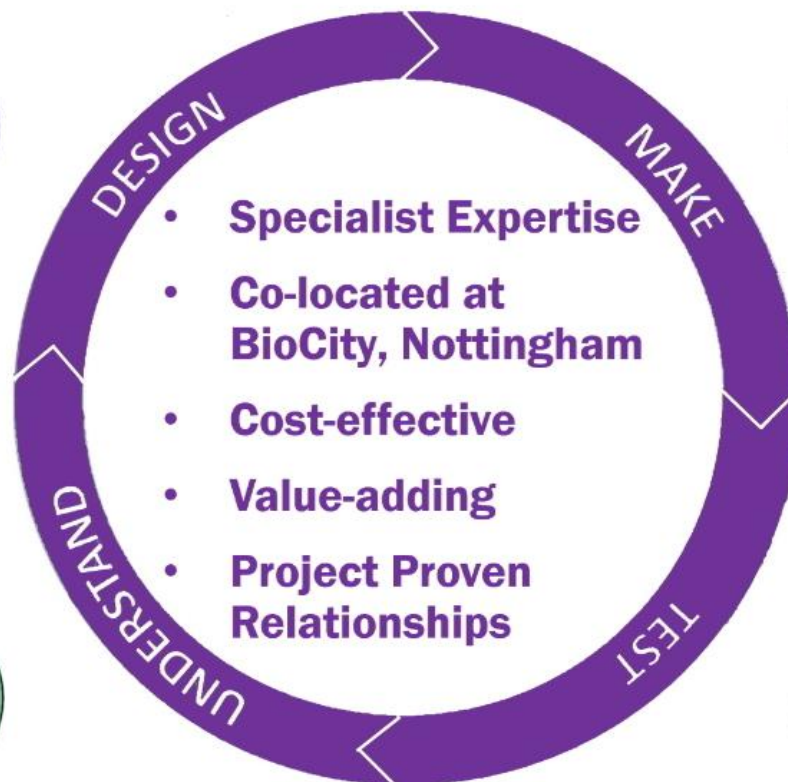 DESIGN
MAKE
• Specialist Expertise
• Co-located at
BioCity, Nottingham
• Cost-effective
• Value-adding
• Project Proven
Relationships
TEST
UNDERSTAND